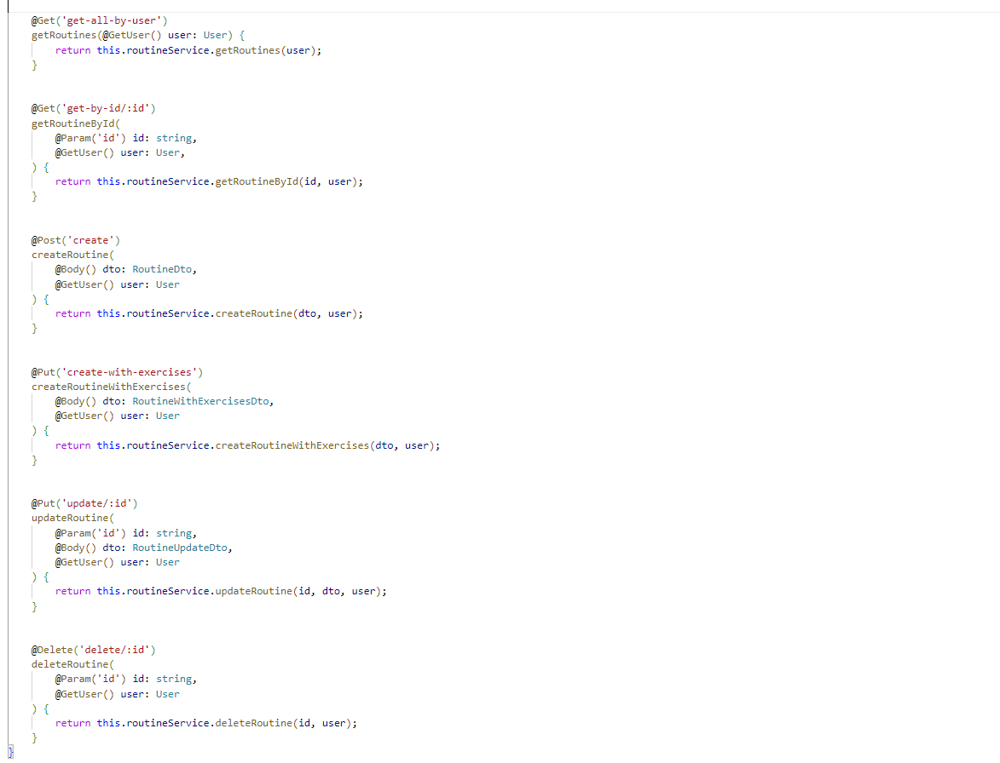 @Get('get-all-by-user')
getRoutines(@GetUser() user: User) {
    return this.routineService.getRoutines(user);
}
@Get('get-by-id/:id')
getRoutineById(
    @Param('id') id: string,
    @GetUser() user: User,
) {
    return this.routineService.getRoutineById(id, user);
}
@Post('create')
createRoutine(
    @Body() dto: RoutineDto,
    @GetUser() user: User
) {
    return this.routineService.createRoutine(dto, user);
}
@Put('create-with-exercises')
createRoutineWithExercises(
    @Body() dto: RoutineWithExercisesDto,
    @GetUser() user: User
) {
    return this.routineService.createRoutineWithExercises(dto, user);
}
@Put('update/:id')
updateRoutine(
    @Param('id') id: string,
    @Body() dto: RoutineUpdateDto,
    @GetUser() user: User
) {
    return this.routineService.updateRoutine(id, dto, user);
}
@Delete('delete/:id')
deleteRoutine(
    @Param('id') id: string,
    @GetUser() user: User
) {
    return this.routineService.deleteRoutine(id, user);
}
}